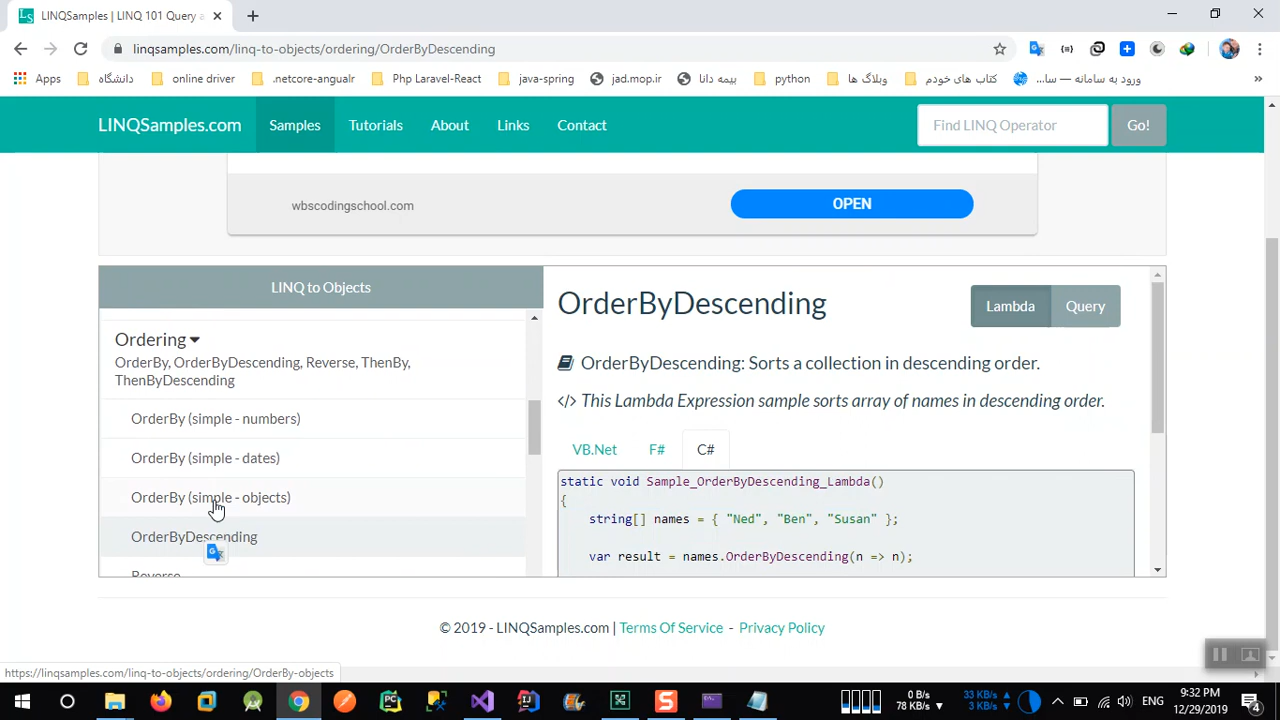 LINQSamples | LINQ 101 Query a
linqsamples.com/linq-to-objects/ordering/OrderByDescending
Apps دانشگاه online driver .netcore-angualr Php Laravel-React java-spring jad.mop.ir بیمه دانا python وبلاگ ها کتاب های خودم ورود به سامانه — سا... »
LINQSamples.com Samples Tutorials About Links Contact Find LINQ Operator Go!
wbscodingschool.com OPEN
LINQ to Objects
Ordering
OrderBy, OrderByDescending, Reverse, ThenBy,
ThenByDescending
OrderBy (simple - numbers)
OrderBy (simple - dates)
OrderBy (simple - objects)
OrderByDescending
Reverse
OrderByDescending Lambda Query
OrderByDescending: Sorts a collection in descending order.
</> This Lambda Expression sample sorts array of names in descending order.
VB.Net F# C#
static void Sample_OrderByDescending_Lambda()
{
string[] names = { "Ned", "Ben", "Susan" };
var result = names.OrderByDescending(n => n);
© 2019 - LINQSamples.com | Terms Of Service - Privacy Policy
https://linqsamples.com/linq-to-objects/ordering/OrderBy-objects
0 B/s 33 KB/s ENG 9:32 PM
78 KB/s 3 KB/s 12/29/2019 4